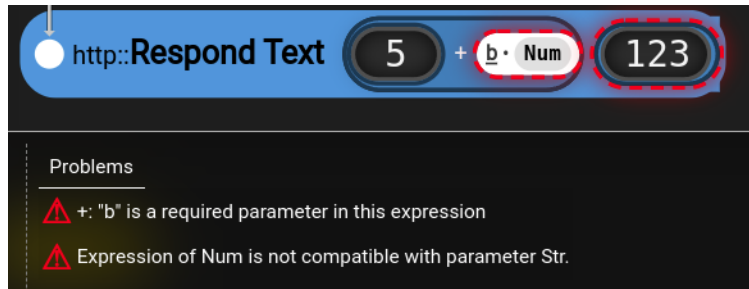 http::Respond Text 5 + b· Num 123
Problems
+: "b" is a required parameter in this expression
Expression of Num is not compatible with parameter Str.